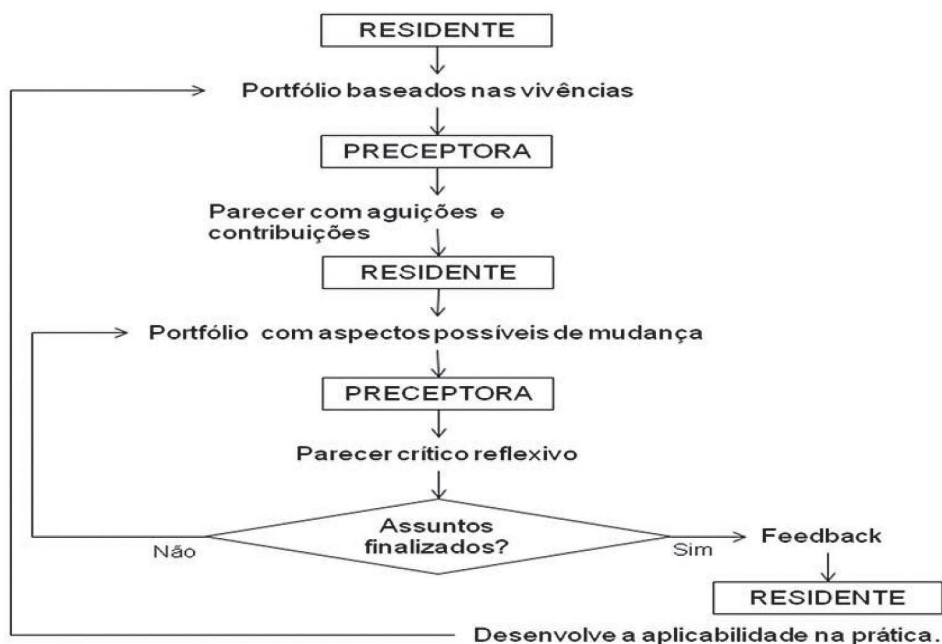 RESIDENTE
Portfólio baseados nas vivências
PRECEPTORA
Parecer com aguições e
contribuições
RESIDENTE
Portfólio com aspectos possíveis de mudança
PRECEPTORA
Parecer crítico reflexivo
Assuntos
finalizados?
Não
Sim
Feedback
RESIDENTE
Desenvolve a aplicabilidade na prática.